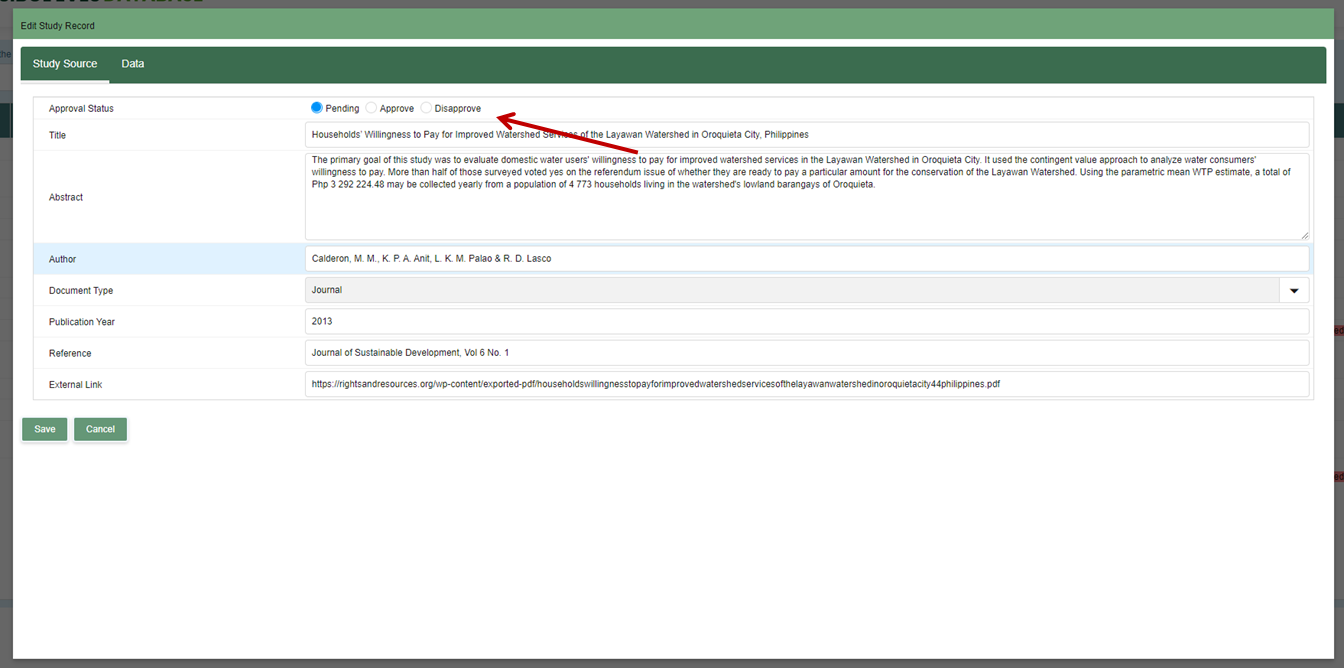 Edit Study Record
Study Source Data
Approval Status Pending Approve Disapprove
Title Households' Willingness to Pay for Improved Watershed Services of the Layawan Watershed in Oroquieta City, Philippines
Abstract
The primary goal of this study was to evaluate domestic water users' willingness to pay for improved watershed services in the Layawan Watershed in Oroquieta City. It used the contingent value approach to analyze water consumers'
willingness to pay. More than half of those surveyed voted yes on the referendum issue of whether they are ready to pay a particular amount for the conservation of the Layawan Watershed. Using the parametric mean WTP estimate, a total of
Php 3 292 224.48 may be collected yearly from a population of 4 773 households living in the watershed's lowland barangays of Oroquieta.
Author Calderon, M. M., K. P. A. Anit, L. K. M. Palao & R. D. Lasco
Document Type Journal
Publication Year 2013
Reference Journal of Sustainable Development, Vol 6 No. 1
External Link https://rightsandresources.org/wp-content/exported-pdf/householdswillingnesstopayforimprovedwatershedservicesofthelayawanwatershedinoroquietacity44philippines.pdf
Save Cancel